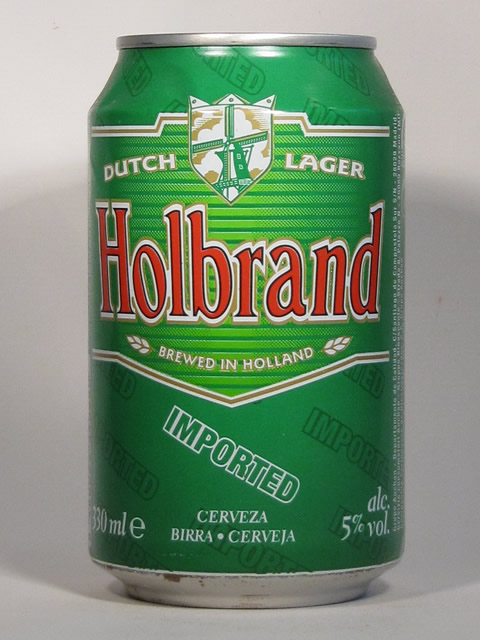 DUTCH LAGER
Holbrand
BREWED IN HOLLAND
IMPORTED
330 ml e
CERVEZA
BIRRA • CERVEJA
alc.
5% vol.